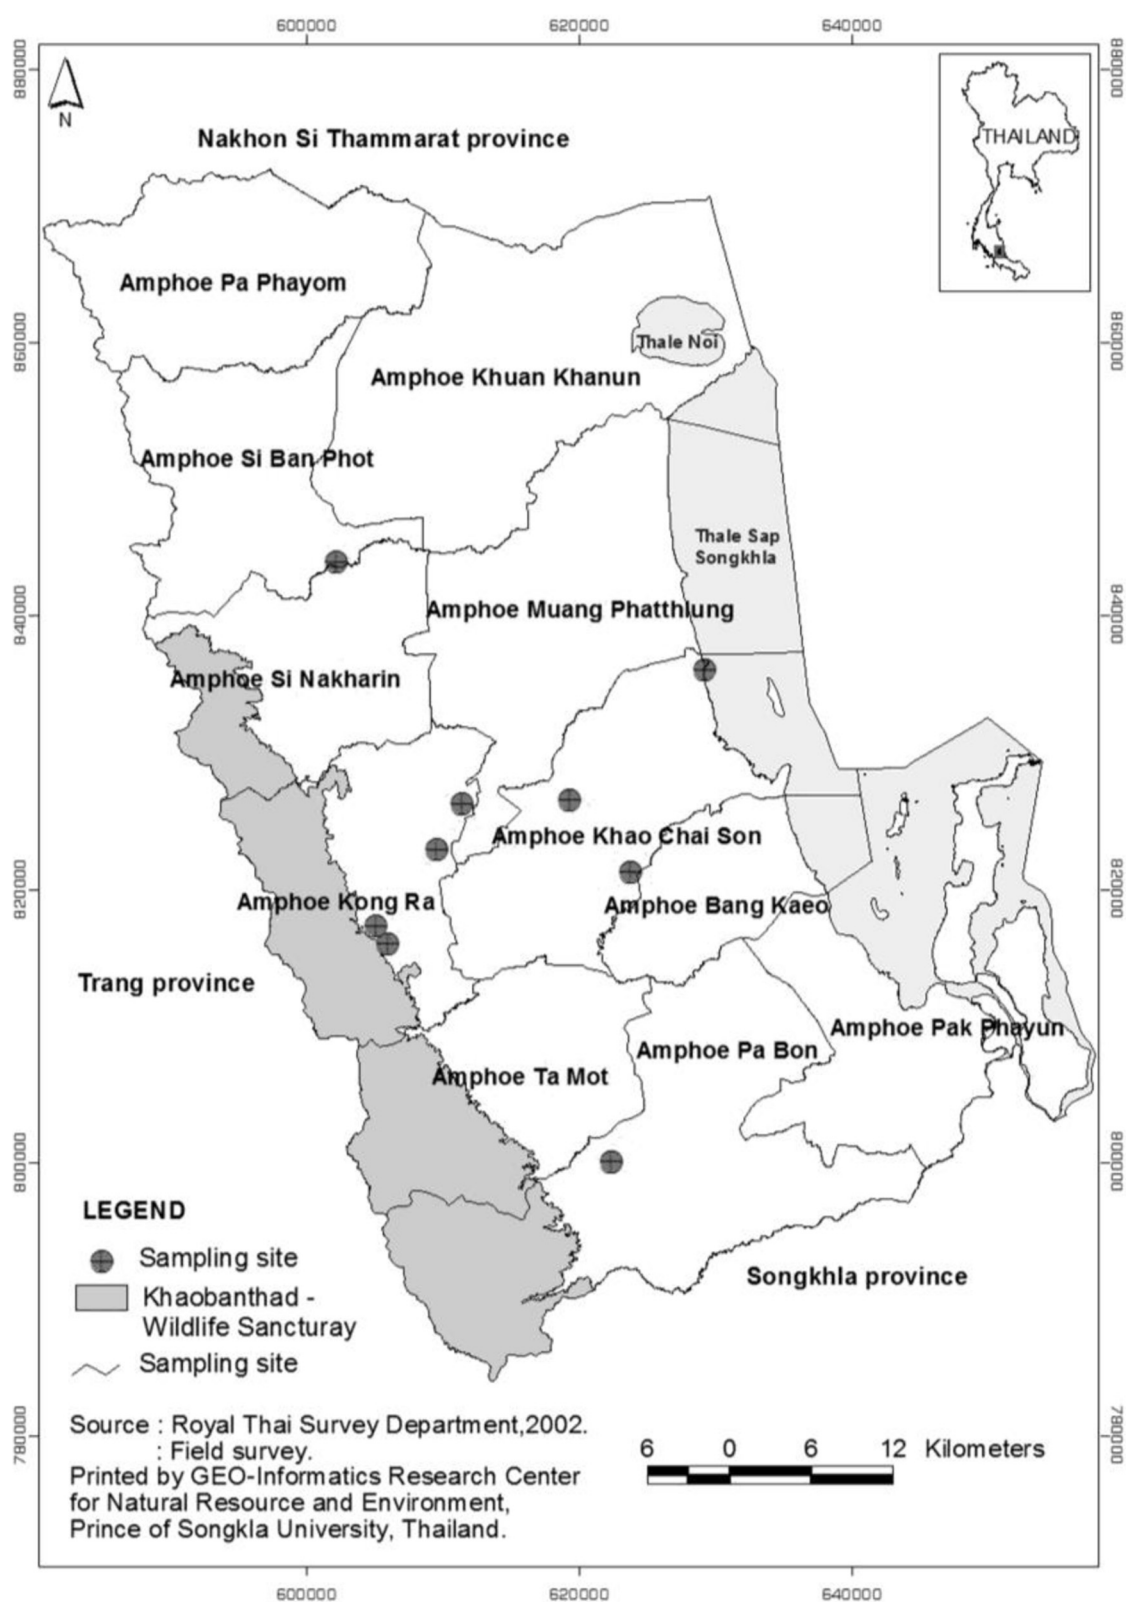 600000
620000
640000
880000
880000
N
THAILAND
Nakhon Si Thammarat province
Amphoe Pa Phayom
860000
860000
Thale Noi
Amphoe Khuan Khanun
Amphoe Si Ban Phot
Thale Sap
Songkhla
840000
840000
Amphoe Muang Phatthlung
Amphoe Si Nakharin
Amphoe Khao Chai Son
820000
820000
Amphoe Kong Ra
Amphoe Bang Kaeo
Trang province
Amphoe Pak Phayun
Amphoe Pa Bon
Amphoe Ta Mot
800000
800000
LEGEND
Sampling site
Khaobanthad -
Wildlife Sancturay
Sampling site
Songkhla province
Source : Royal Thai Survey Department,2002.
: Field survey.
Printed by GEO-Informatics Research Center
for Natural Resource and Environment,
Prince of Songkla University, Thailand.
780000
780000
6 0 6 12 Kilometers
600000
620000
640000